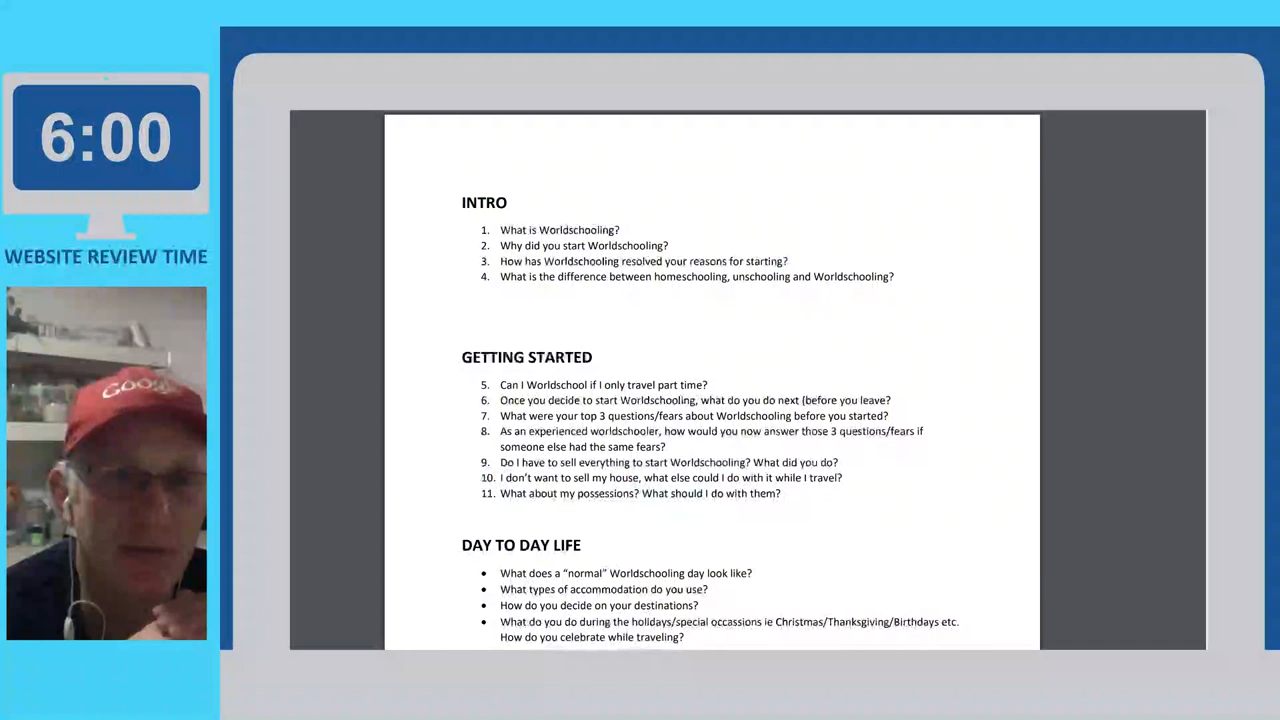 6:00
WEBSITE REVIEW TIME
Google
INTRO
1. What is Worldschooling?
2. Why did you start Worldschooling?
3. How has Worldschooling resolved your reasons for starting?
4. What is the difference between homeschooling, unschooling and Worldschooling?
GETTING STARTED
5. Can I Worldschool if I only travel part time?
6. Once you decide to start Worldschooling, what do you do next (before you leave?
7. What were your top 3 questions/fears about Worldschooling before you started?
8. As an experienced worldschooler, how would you now answer those 3 questions/fears if
someone else had the same fears?
9. Do I have to sell everything to start Worldschooling? What did you do?
10. I don't want to sell my house, what else could I do with it while I travel?
11. What about my possessions? What should I do with them?
DAY TO DAY LIFE
• What does a “normal” Worldschooling day look like?
• What types of accommodation do you use?
• How do you decide on your destinations?
• What do you do during the holidays/special occassions ie Christmas/Thanksgiving/Birthdays etc.
How do you celebrate while traveling?